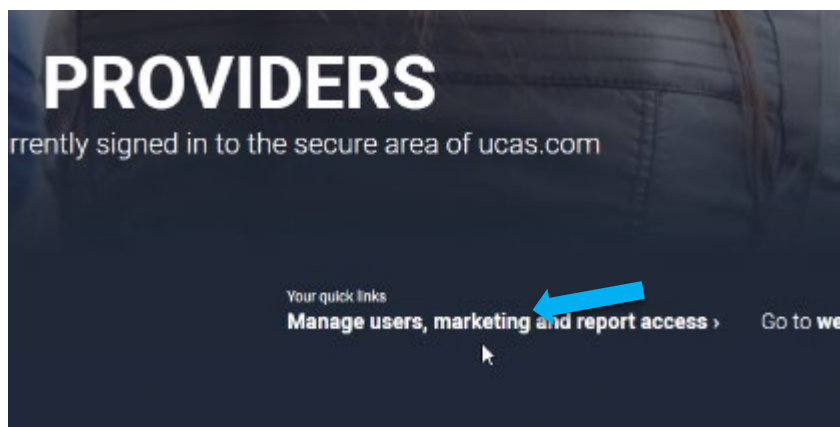 PROVIDERS
rrently signed in to the secure area of ucas.com
Your quick links
Manage users, marketing and report access ›
Go to we